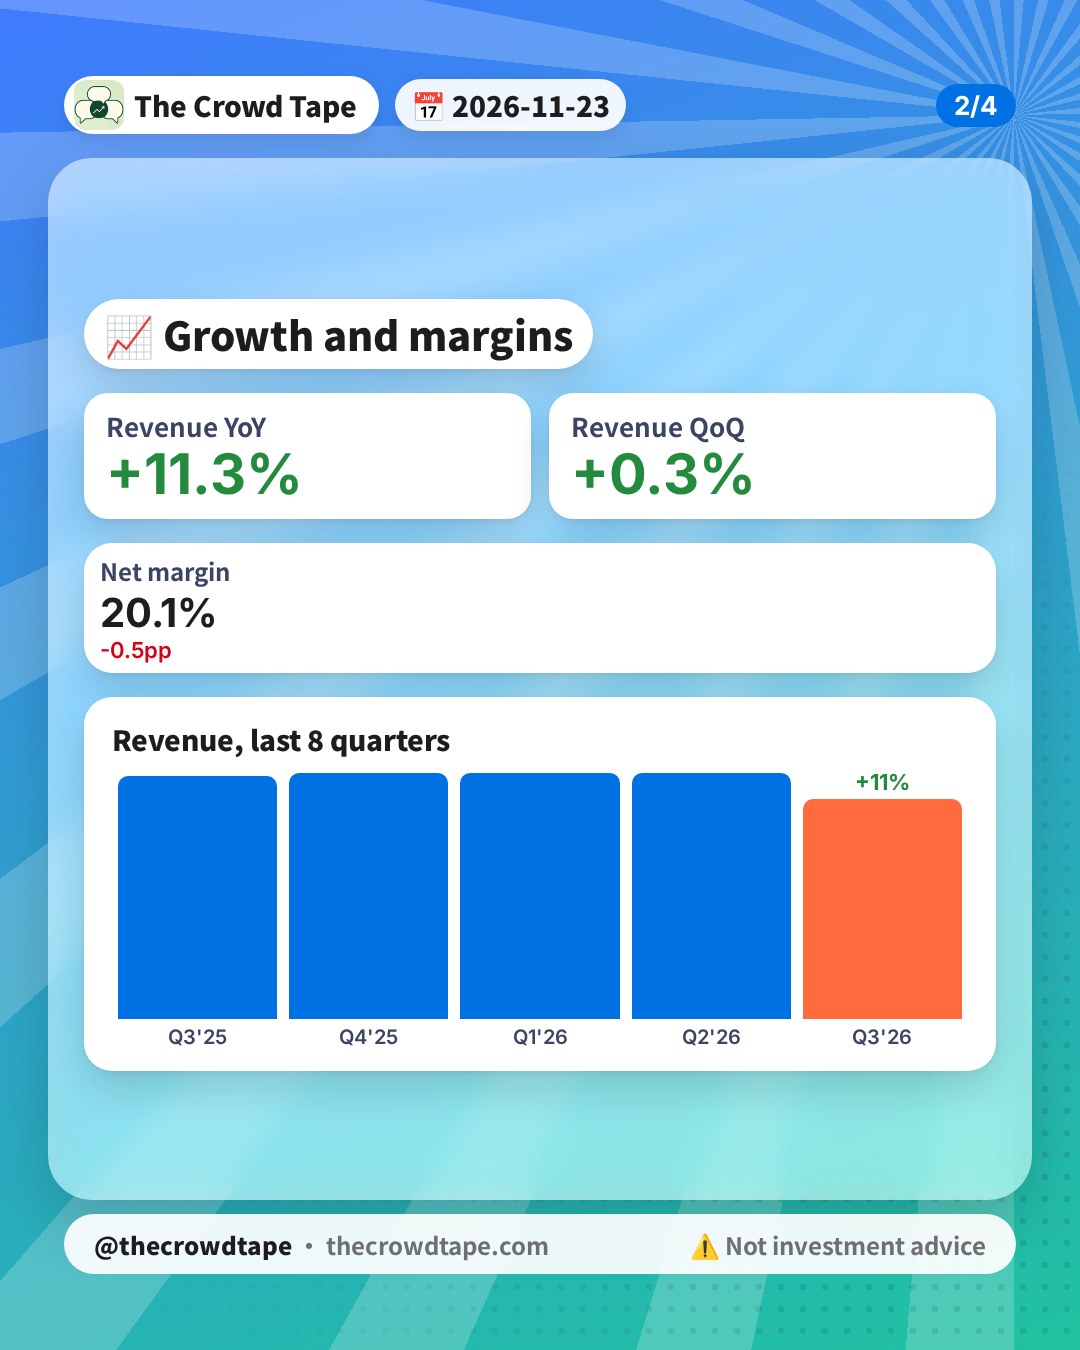 The Crowd Tape
📅 2026-11-23
2/4
📈 Growth and margins
Revenue YoY
+11.3%
Revenue QoQ
+0.3%
Net margin
20.1%
-0.5pp
Revenue, last 8 quarters
+11%
Q3'25
Q4'25
Q1'26
Q2'26
Q3'26
@thecrowdtape • thecrowdtape.com
⚠️ Not investment advice